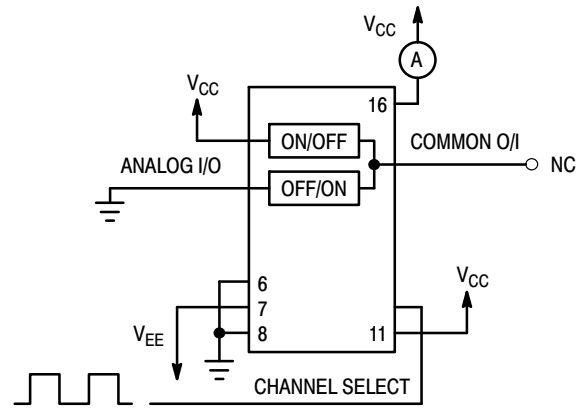 VCC
A
16
VCC
ON/OFF
COMMON O/I
NC
ANALOG I/O
OFF/ON
6
7
8
VCC
11
VEE
CHANNEL SELECT